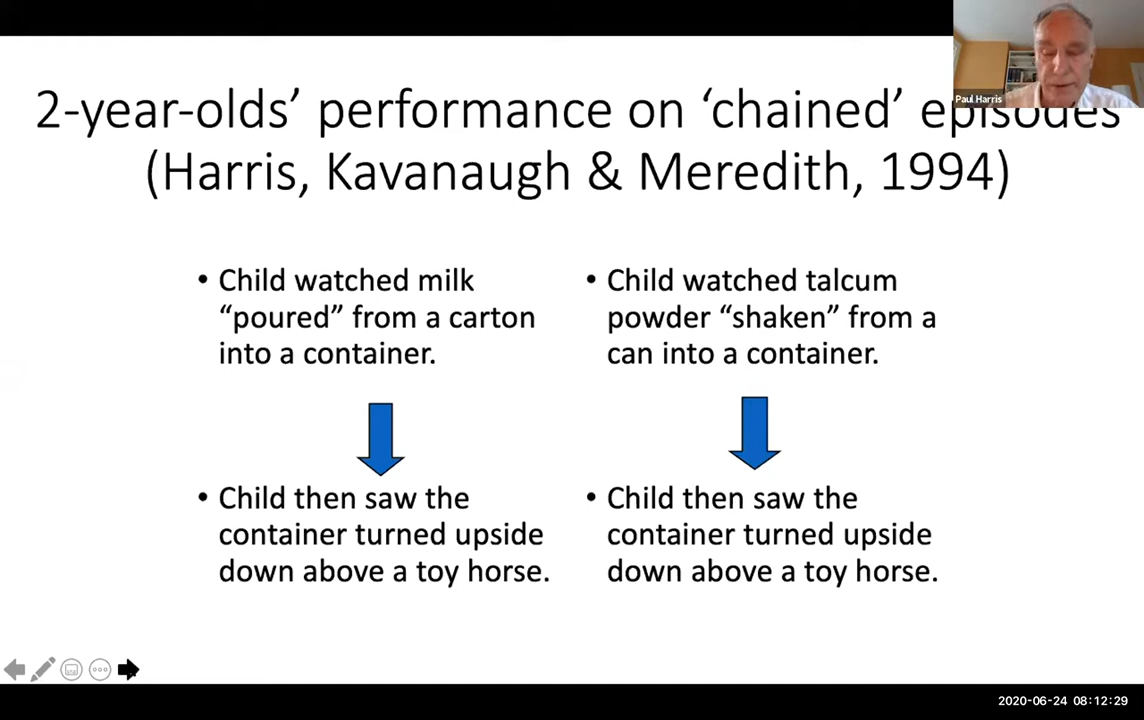 Paul Harris
2-year-olds’ performance on ‘chained’ episodes
(Harris, Kavanaugh & Meredith, 1994)
• Child watched milk
“poured” from a carton
into a container.
• Child then saw the
container turned upside
down above a toy horse.
• Child watched talcum
powder “shaken” from a
can into a container.
• Child then saw the
container turned upside
down above a toy horse.
2020-06-24 08:12:29